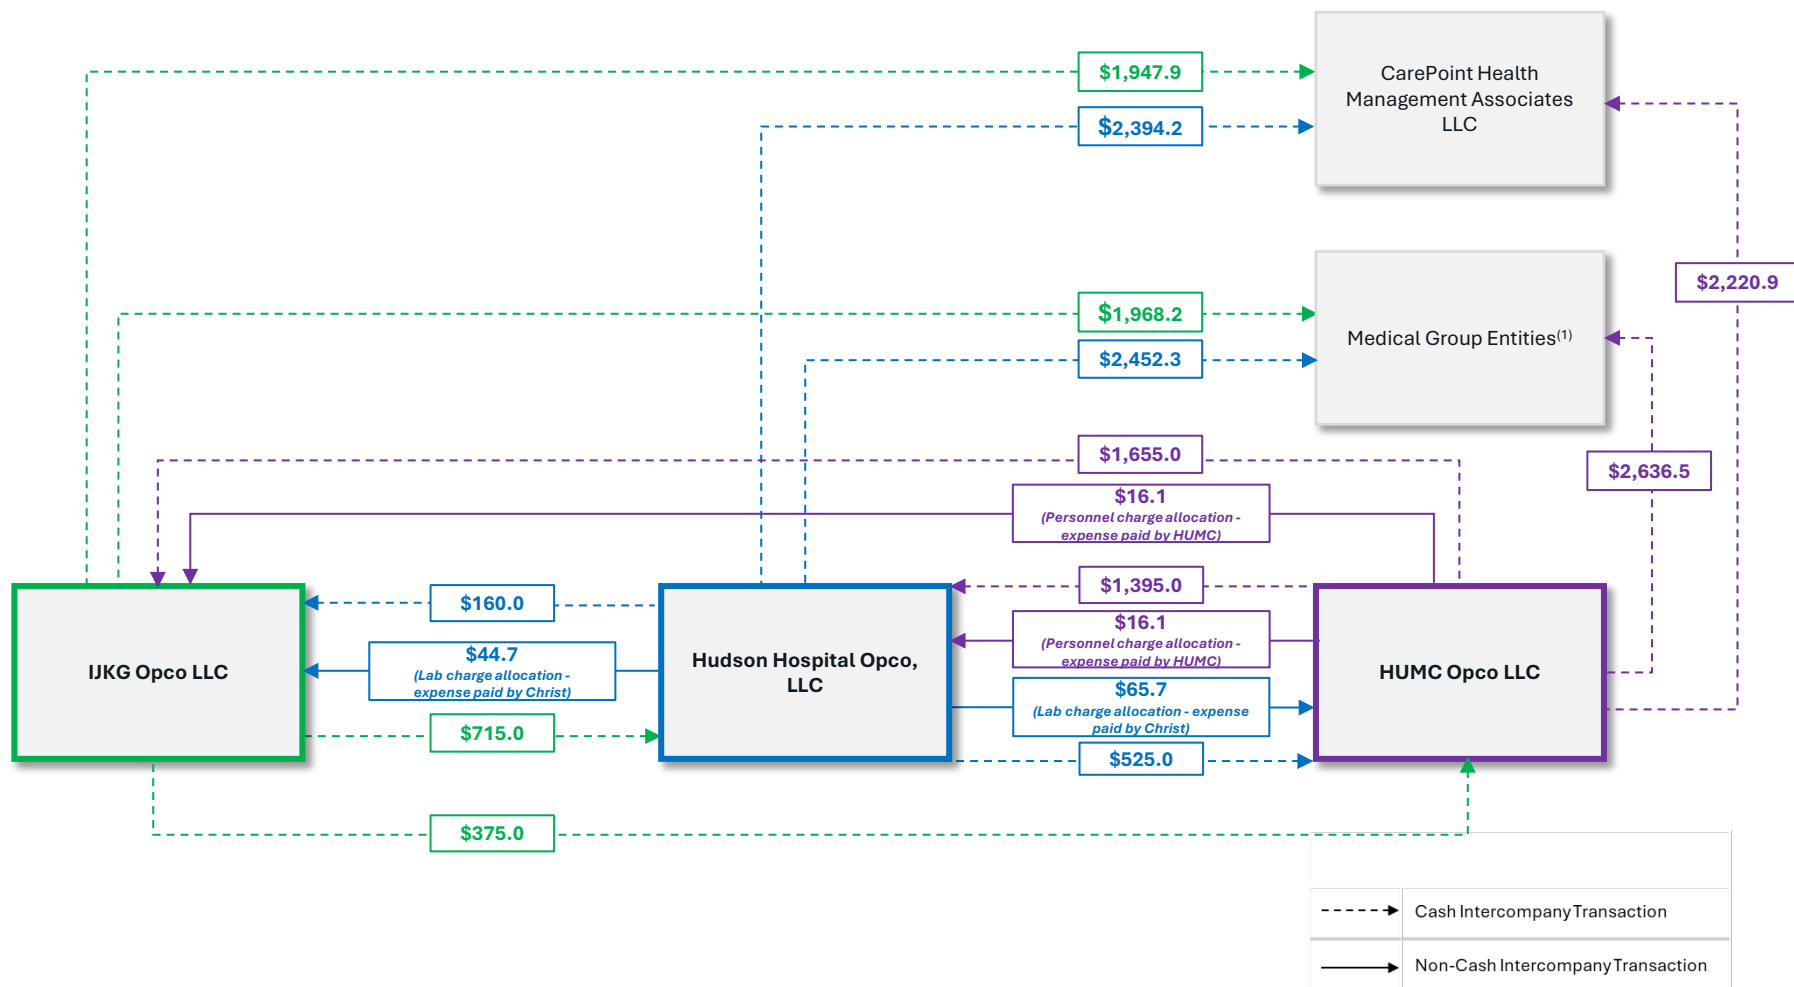 $1,947.9
CarePoint Health
Management Associates
LLC
$2,394.2
$2,220.9
$1,968.2
Medical Group Entities(1)
$2,452.3
$1,655.0
$2,636.5
$16.1
(Personnel charge allocation -
expense paid by HUMC)
$160.0
$1,395.0
$16.1
(Personnel charge allocation -
expense paid by HUMC)
IJKG Opco LLC
$44.7
(Lab charge allocation -
expense paid by Christ)
Hudson Hospital Opco,
LLC
HUMC Opco LLC
$65.7
(Lab charge allocation - expense
paid by Christ)
$715.0
$525.0
$375.0
Cash Intercompany Transaction
Non-Cash Intercompany Transaction